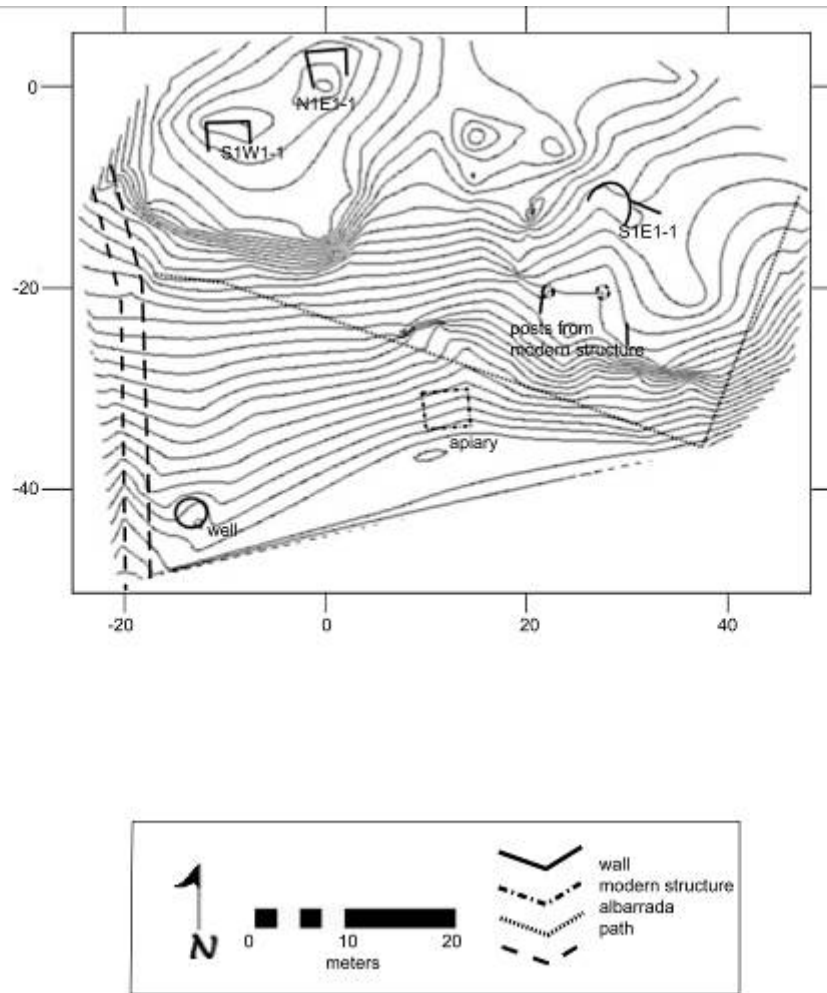 0
N1E1-1
S1W1-1
S1E1-1
-20
posts from
modern structure
apiary
-40
well
-20
0
20
40
wall
modern structure
albarrada
path
N
0
10
20
meters